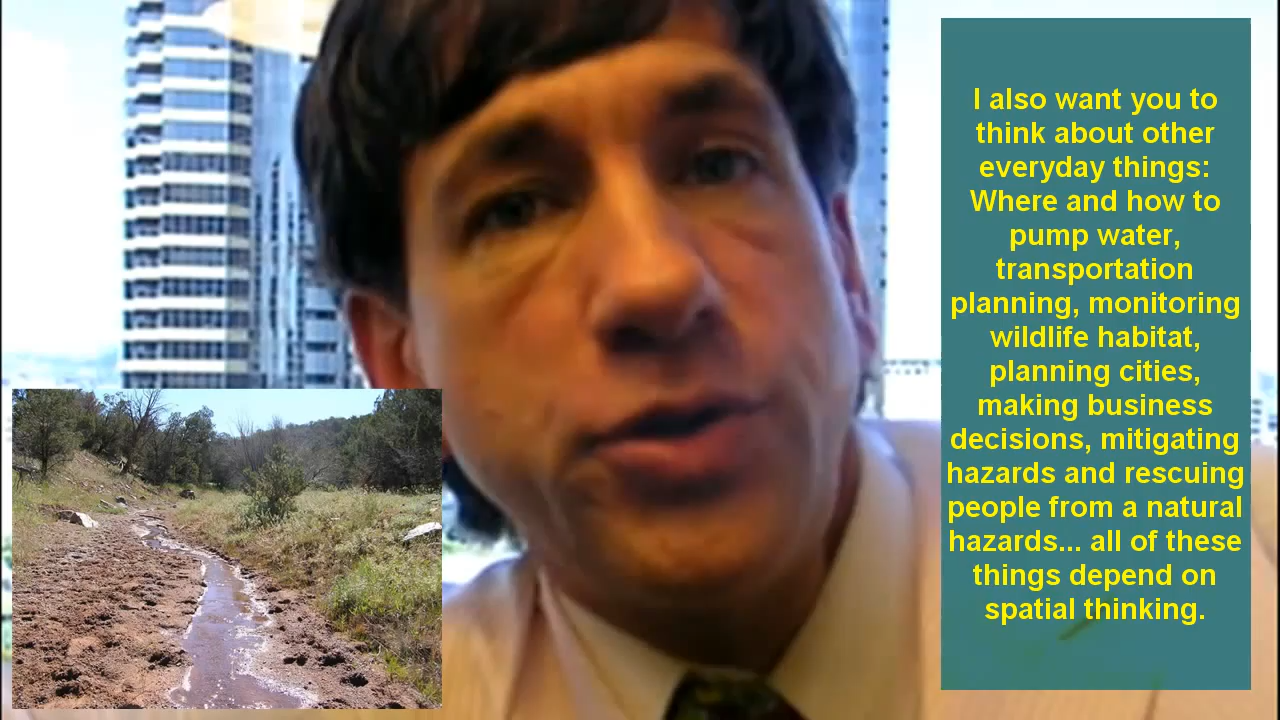 I also want you to
think about other
everyday things:
Where and how to
pump water,
transportation
planning, monitoring
wildlife habitat,
planning cities,
making business
decisions, mitigating
hazards and rescuing
people from a natural
hazards... all of these
things depend on
spatial thinking.